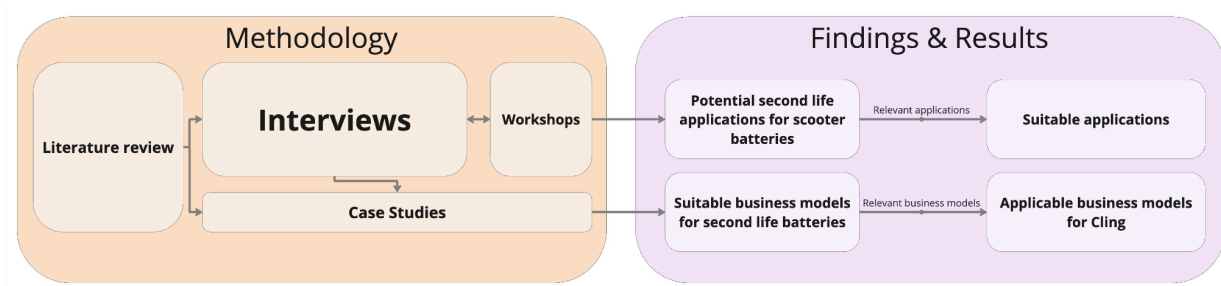 Methodology
Literature review
Interviews
Workshops
Case Studies
Findings & Results
Potential second life
applications for scooter
batteries
Relevant applications
Suitable applications
Suitable business models
for second life batteries
Relevant business models
Applicable business models
for Cling